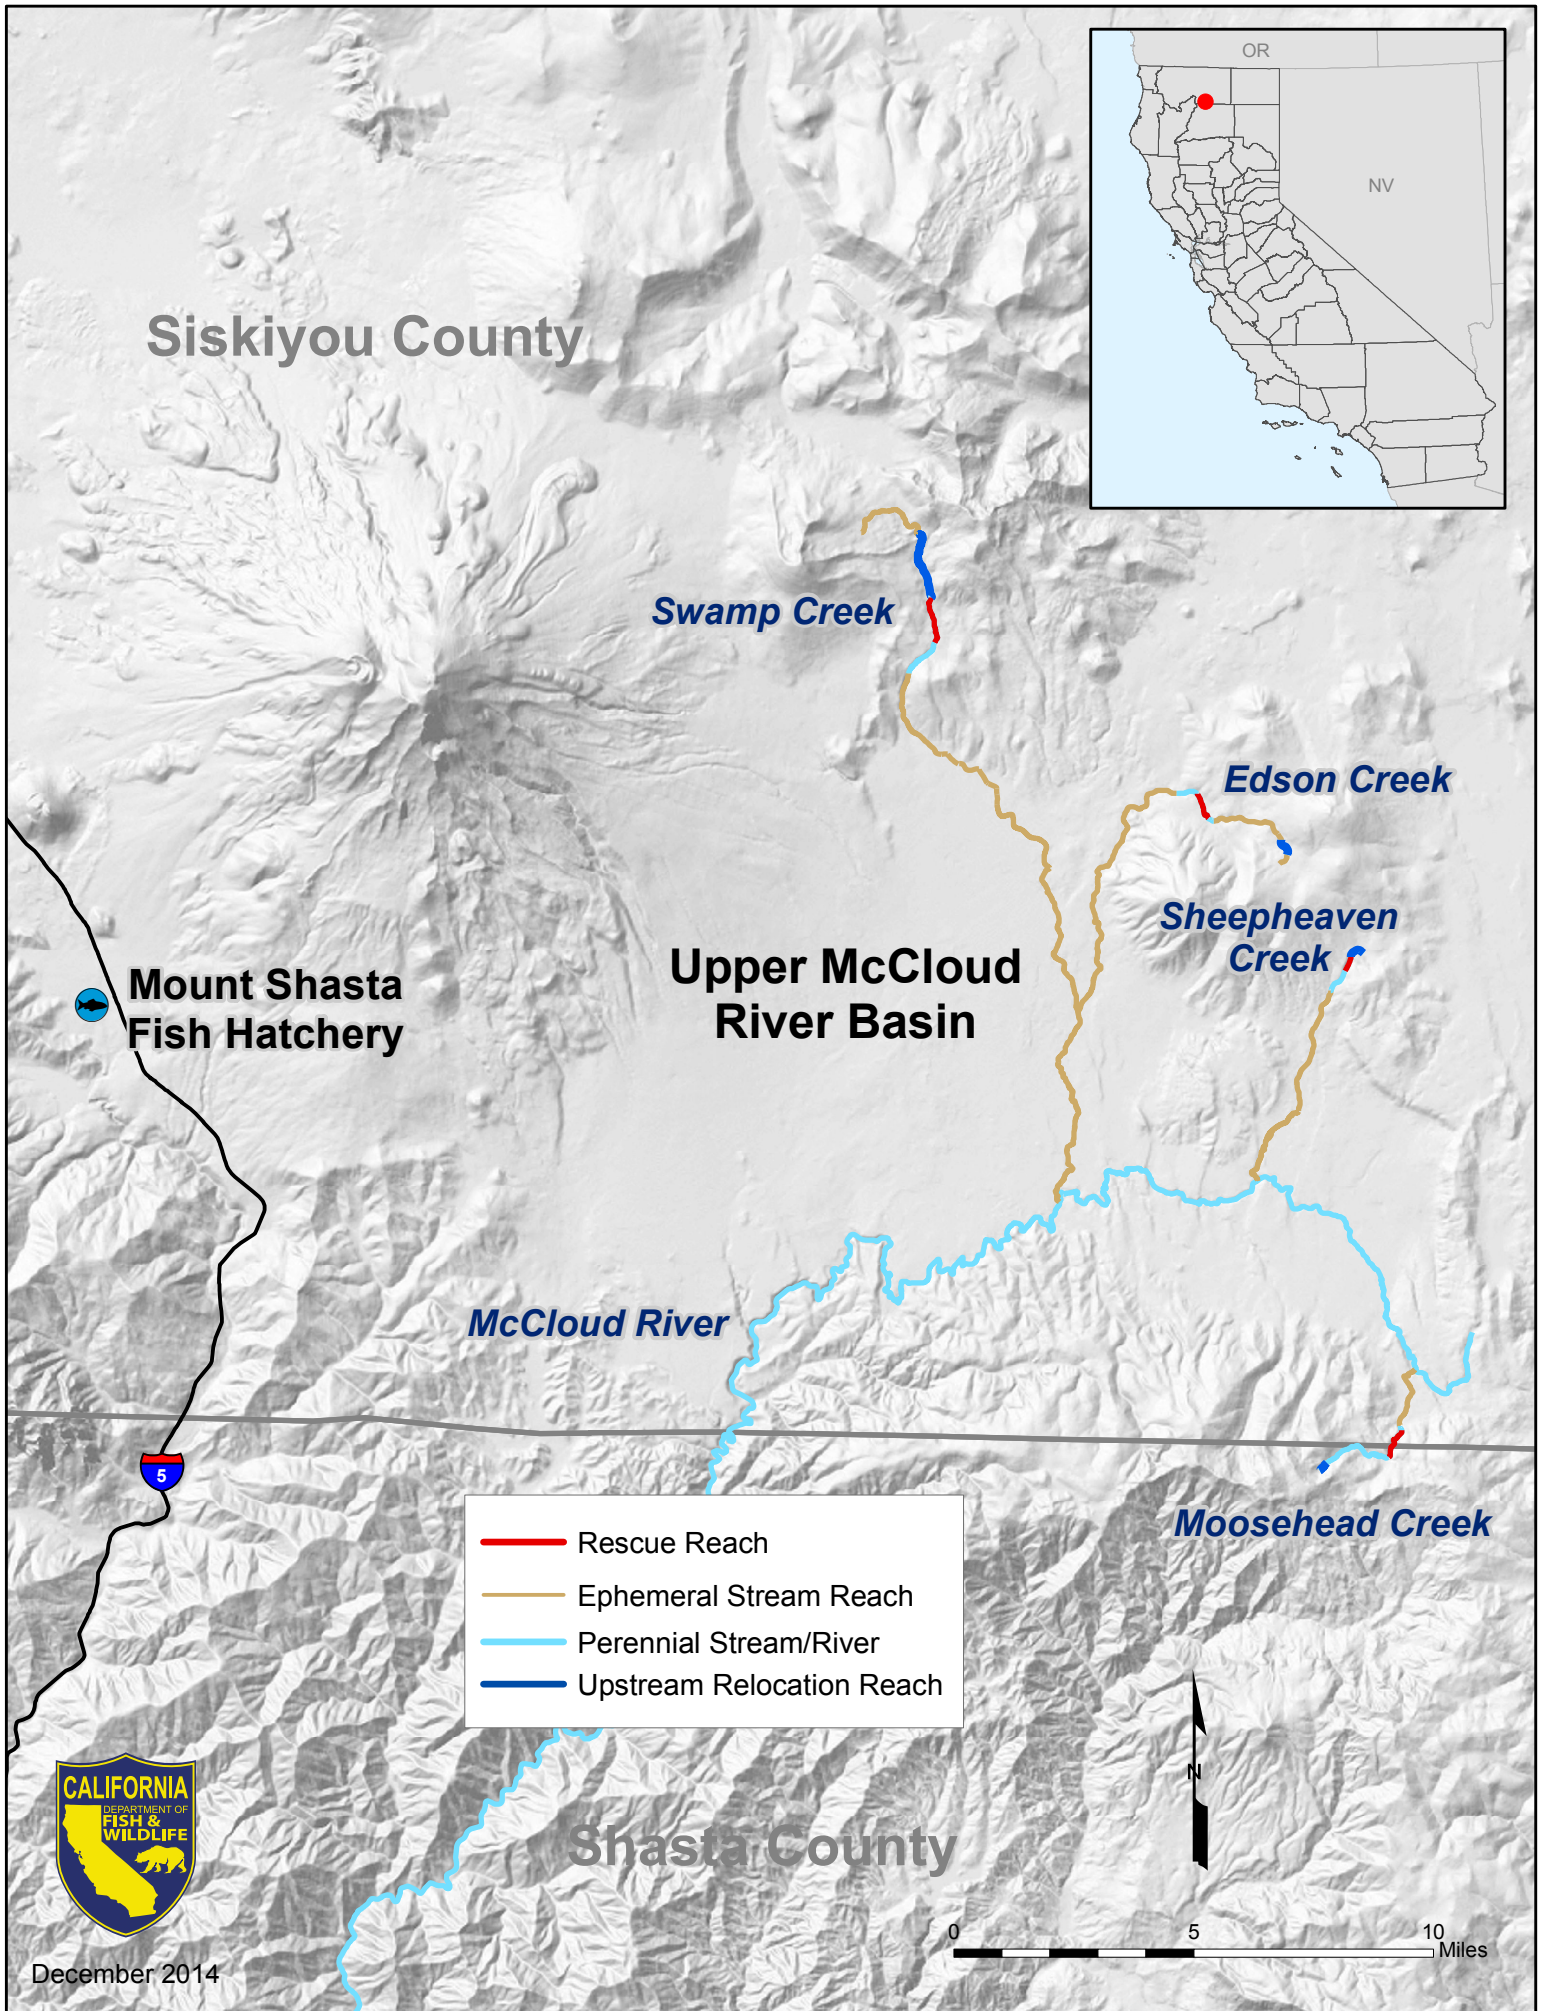 OR
NV
Siskiyou County
Swamp Creek
Edson Creek
Sheepheaven
Creek
Upper McCloud
River Basin
Mount Shasta
Fish Hatchery
McCloud River
5
Moosehead Creek
Rescue Reach
Ephemeral Stream Reach
Perennial Stream/River
Upstream Relocation Reach
N
CALIFORNIA
DEPARTMENT OF
FISH &
WILDLIFE
Shasta County
0 5 10
Miles
December 2014